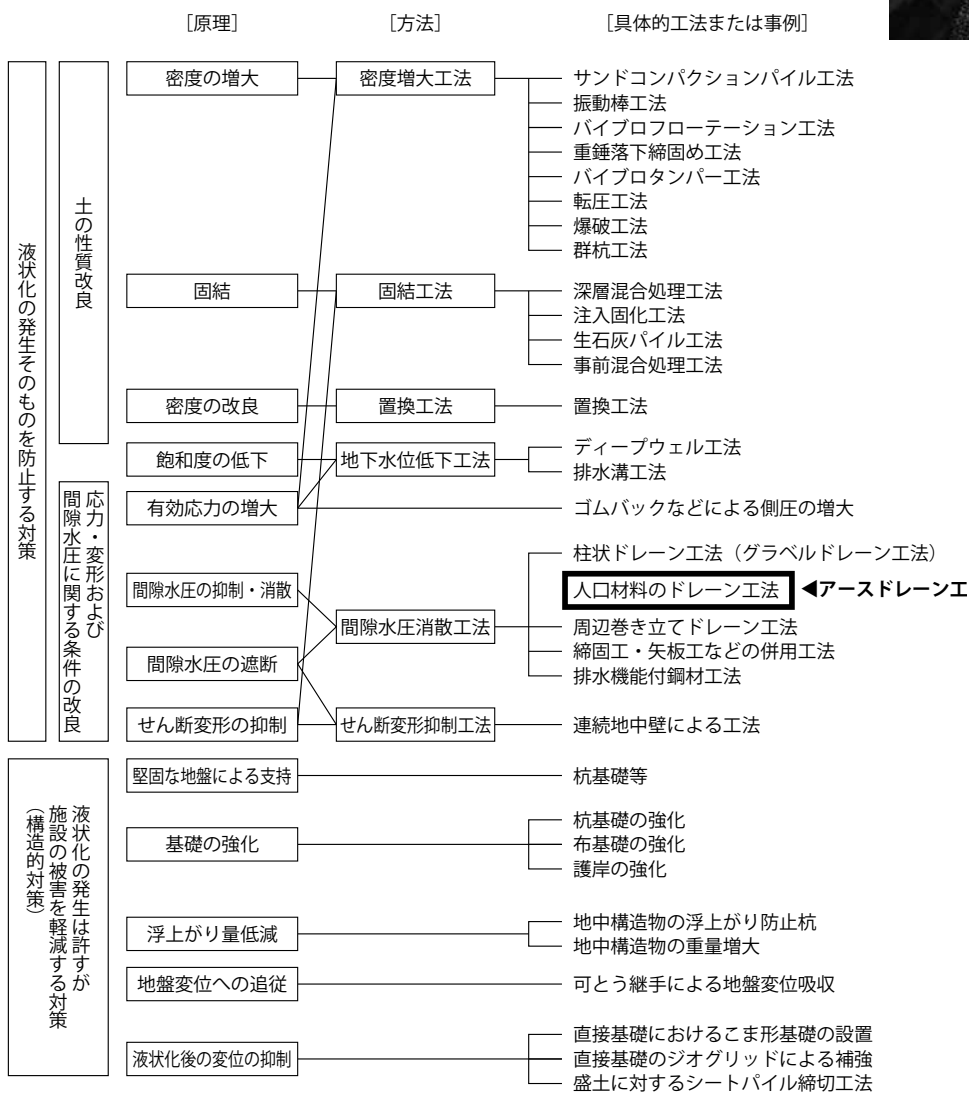 [原理] [方法] [具体的工法または事例]
液状化の発生そのものを防止する対策
土の性質改良
応力・変形および
間隙水圧に関する条件の改良
密度の増大 密度増大工法 サンドコンパクションパイル工法
振動棒工法
バイブロフローテーション工法
重錘落下締固め工法
バイブロタンパー工法
転圧工法
爆破工法
群杭工法
固結 固結工法 深層混合処理工法
注入固化工法
生石灰パイル工法
事前混合処理工法
密度の改良 置換工法 置換工法
飽和度の低下 地下水位低下工法 ディープウェル工法
排水溝工法
有効応力の増大 ゴムバックなどによる側圧の増大
柱状ドレーン工法（グラベルドレーン工法）
間隙水圧の抑制・消散 人口材料のドレーン工法 ◀アースドレーン工
間隙水圧消散工法 周辺巻き立てドレーン工法
間隙水圧の遮断 締固工・矢板工などの併用工法
排水機能付鋼材工法
せん断変形の抑制 せん断変形抑制工法 連続地中壁による工法
液状化の発生は許すが
施設の被害を軽減する対策
（構造的対策）
堅固な地盤による支持 杭基礎等
基礎の強化 杭基礎の強化
布基礎の強化
護岸の強化
浮上がり量低減 地中構造物の浮上がり防止杭
地中構造物の重量増大
地盤変位への追従 可とう継手による地盤変位吸収
液状化後の変位の抑制 直接基礎におけるこま形基礎の設置
直接基礎のジオグリッドによる補強
盛土に対するシートパイル締切工法